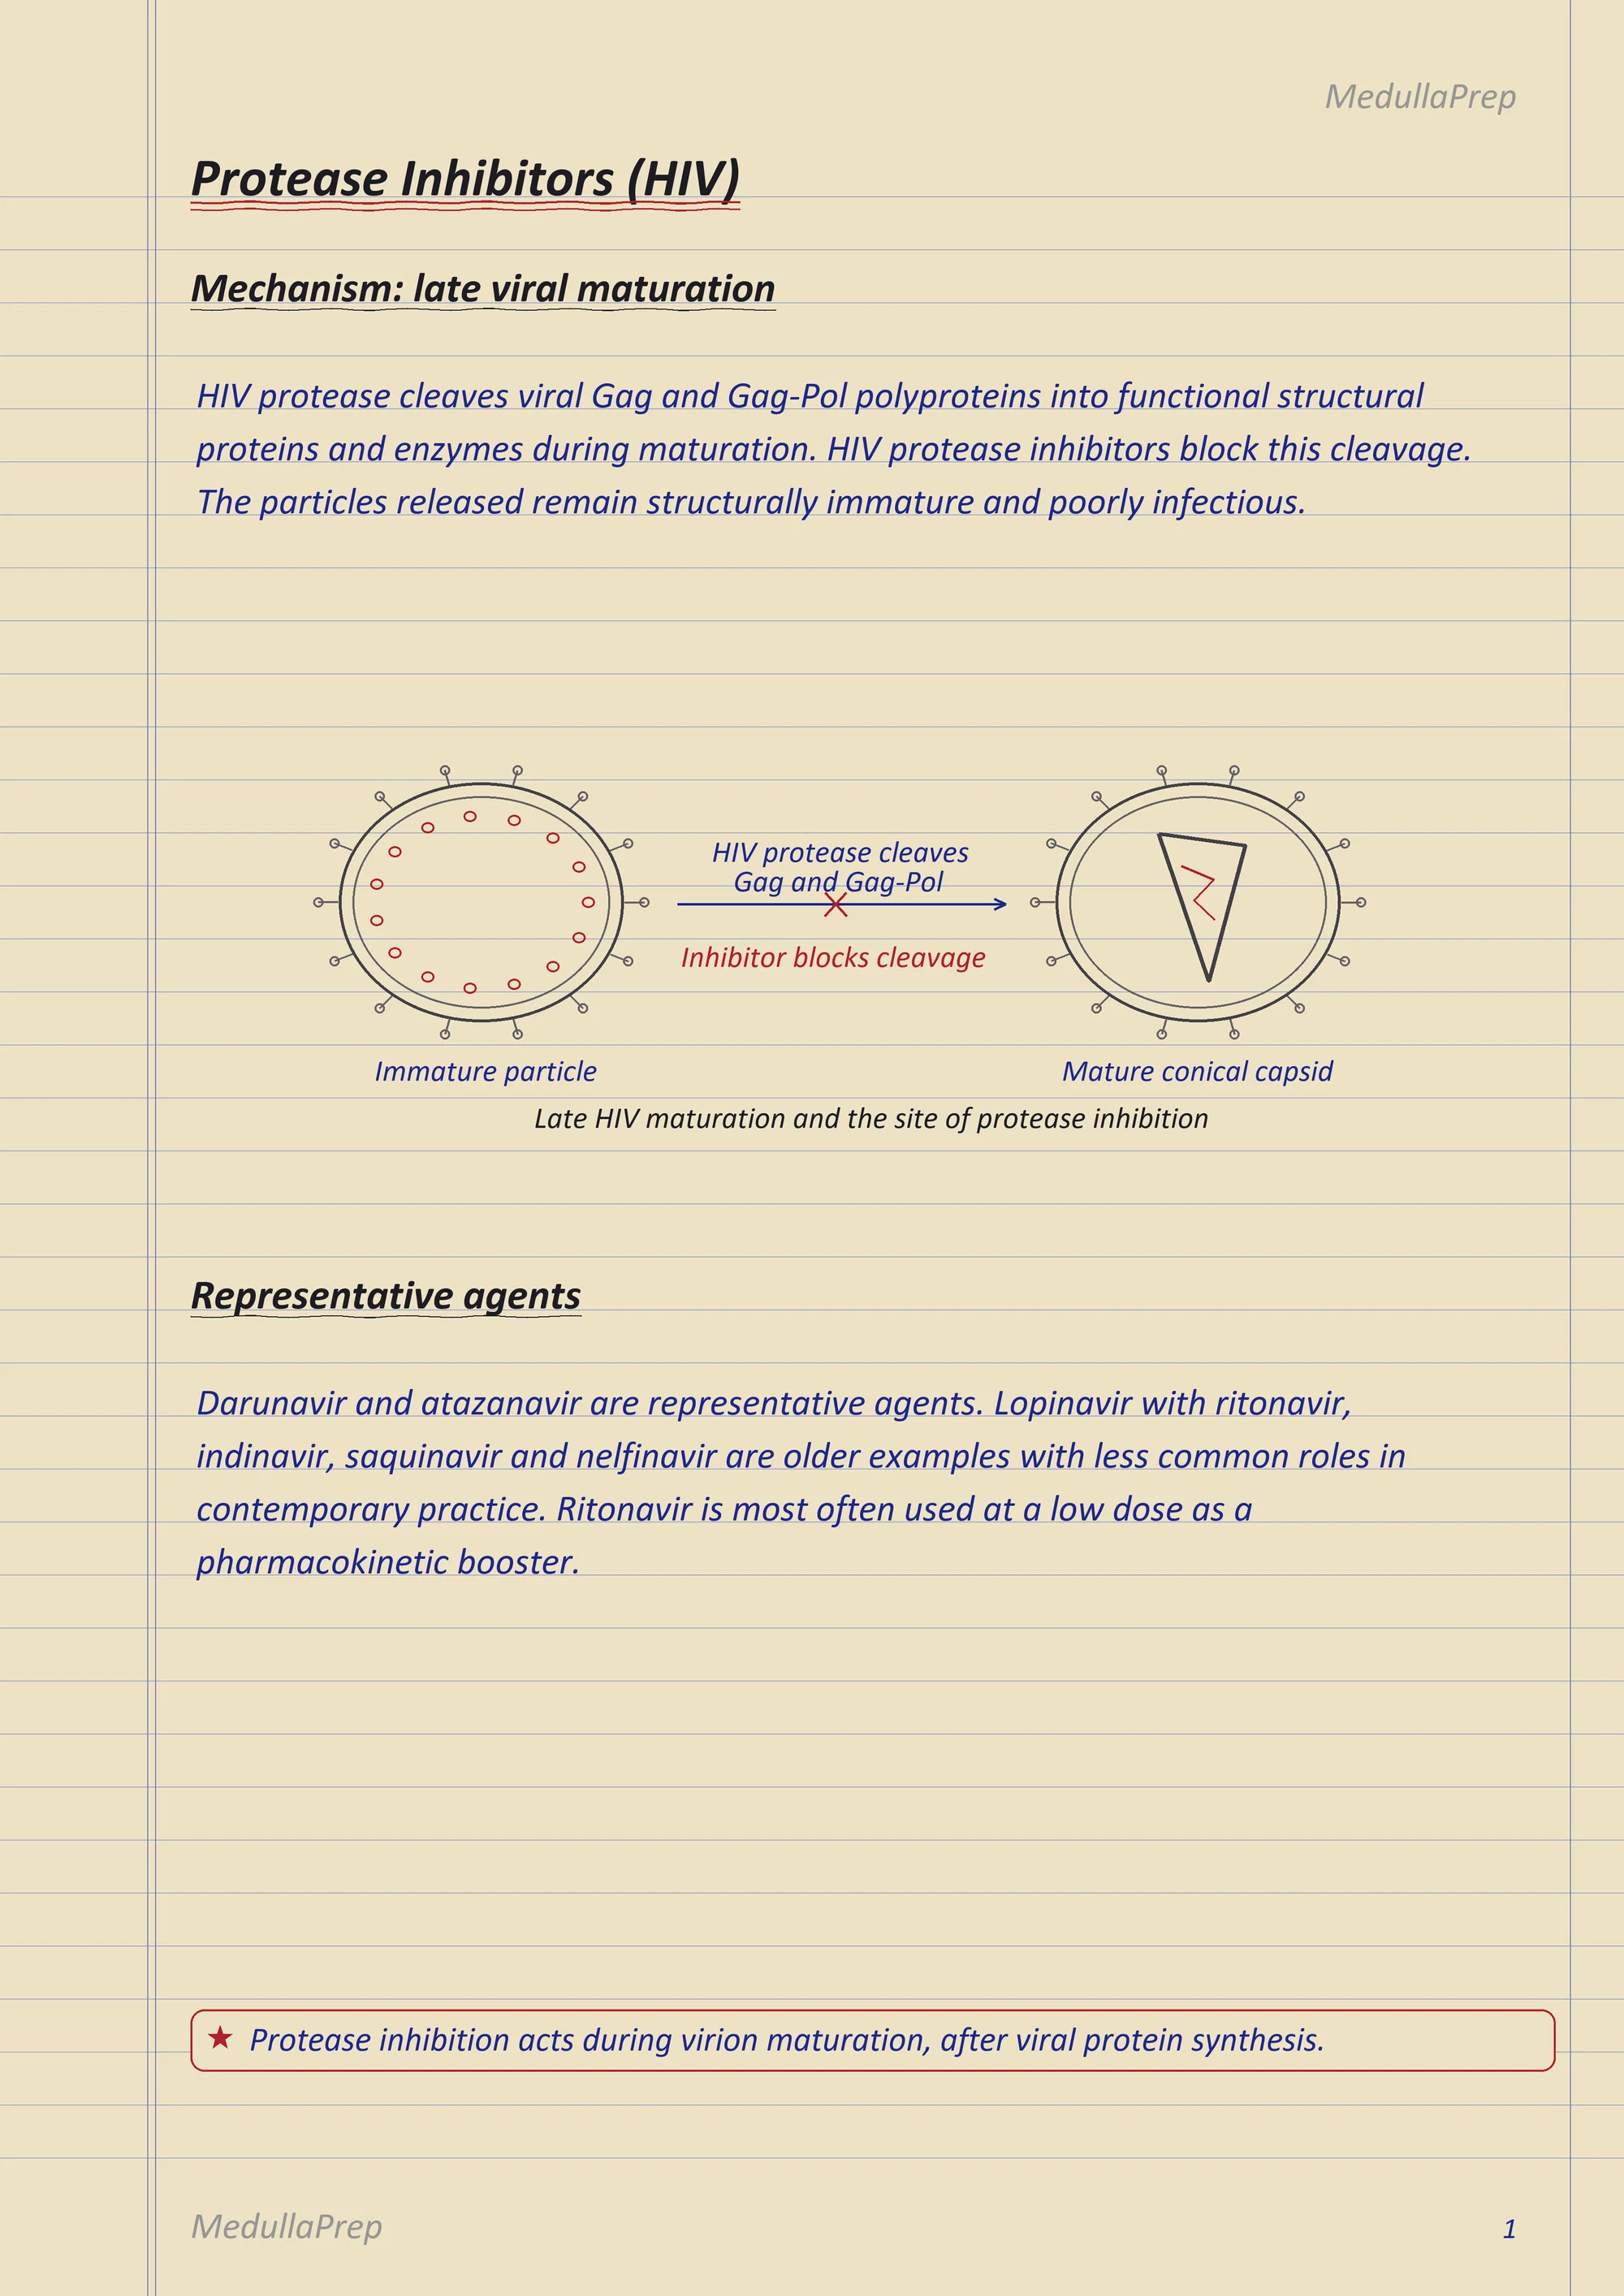 MedullaPrep
Protease Inhibitors (HIV)
Mechanism: late viral maturation
HIV protease cleaves viral Gag and Gag-Pol polyproteins into functional structural
proteins and enzymes during maturation. HIV protease inhibitors block this cleavage.
The particles released remain structurally immature and poorly infectious.
HIV protease cleaves
Gag and Gag-Pol
Inhibitor blocks cleavage
Immature particle
Mature conical capsid
Late HIV maturation and the site of protease inhibition
Representative agents
Darunavir and atazanavir are representative agents. Lopinavir with ritonavir,
indinavir, saquinavir and nelfinavir are older examples with less common roles in
contemporary practice. Ritonavir is most often used at a low dose as a
pharmacokinetic booster.
★ Protease inhibition acts during virion maturation, after viral protein synthesis.
MedullaPrep
1